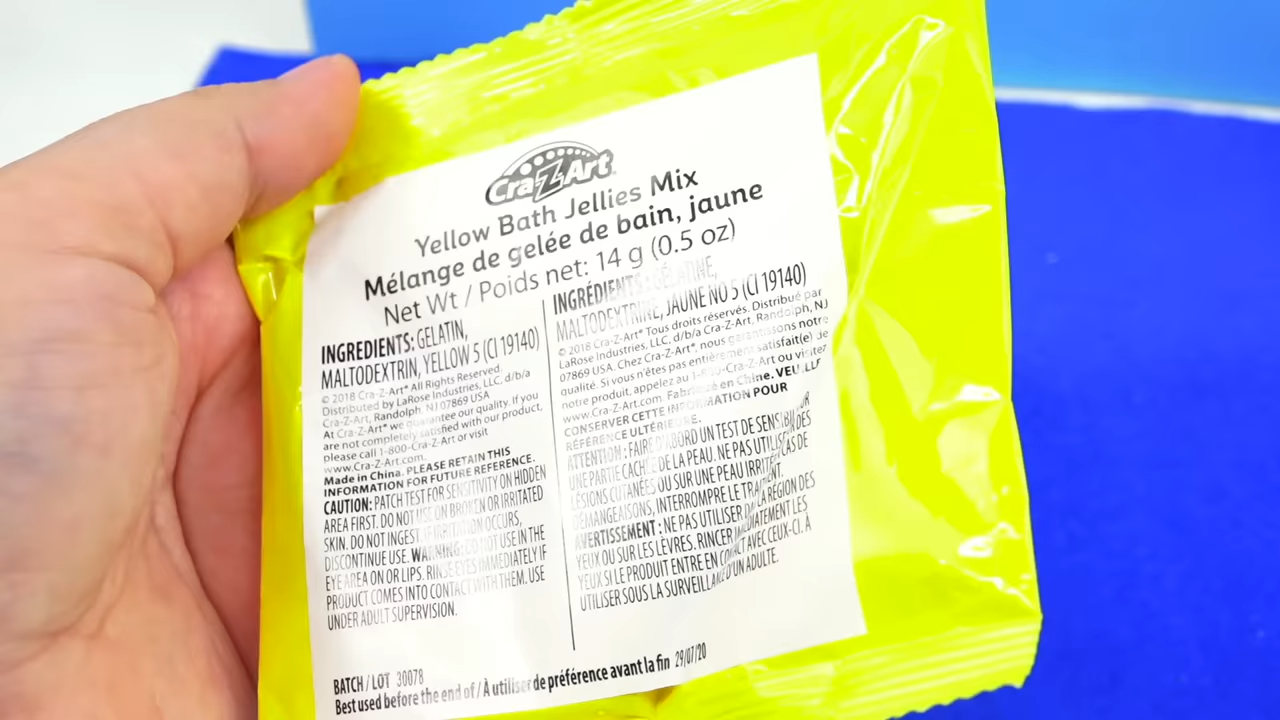 Cra-Z-Art
Yellow Bath Jellies Mix
Mélange de gelée de bain, jaune
Net Wt / Poids net: 14 g (0.5 oz)
INGREDIENTS: GELATIN,
MALTODEXTRIN, YELLOW 5 (CI 19140)
© 2018 Cra-Z-Art® All Rights Reserved.
Distributed by LaRose Industries, LLC, d/b/a
Cra-Z-Art, Randolph, NJ 07869 USA
At Cra-Z-Art® we guarantee our quality. If you
are not completely satisfied with our product,
please call 1-800-Cra-Z-Art or visit
www.Cra-Z-Art.com.
Made in China. PLEASE RETAIN THIS
INFORMATION FOR FUTURE REFERENCE.
CAUTION: PATCH TEST FOR SENSITIVITY ON HIDDEN
AREA FIRST. DO NOT USE ON BROKEN OR IRRITATED
SKIN. DO NOT INGEST. IF IRRITATION OCCURS,
DISCONTINUE USE. WARNING: DO NOT USE IN THE
EYE AREA ON OR LIPS. RINSE EYES IMMEDIATELY IF
PRODUCT COMES INTO CONTACT WITH THEM. USE
UNDER ADULT SUPERVISION.
INGRÉDIENTS : GÉLATINE,
MALTODEXTRINE, JAUNE NO 5 (CI 19140)
© 2018 Cra-Z-Art® Tous droits réservés. Distribué par
LaRose Industries, LLC, d/b/a Cra-Z-Art, Randolph, NJ
07869 USA. Chez Cra-Z-Art®, nous garantissons notre
qualité. Si vous n'êtes pas entièrement satisfait(e) de
notre produit, appelez au 1-800-Cra-Z-Art ou visitez
www.Cra-Z-Art.com. Fabriqué en Chine. VEUILLEZ
CONSERVER CETTE INFORMATION POUR
RÉFÉRENCE ULTÉRIEURE.
ATTENTION : FAIRE D'ABORD UN TEST DE SENSIBILITÉ SUR
UNE PARTIE CACHÉE DE LA PEAU. NE PAS UTILISER
LÉSIONS CUTANÉES OU SUR UNE PEAU IRRITÉE. CAS DE
DÉMANGEAISONS, INTERROMPRE LE TRAITEMENT.
AVERTISSEMENT : NE PAS UTILISER LA RÉGION DES
YEUX OU SUR LES LÈVRES. RINCER IMMÉDIATEMENT LES
YEUX SI LE PRODUIT ENTRE EN CONTACT AVEC CEUX-CI. À
UTILISER SOUS LA SURVEILLANCE D'UN ADULTE.
BATCH / LOT 30078
Best used before the end of / À utiliser de préférence avant la fin 29/07/20